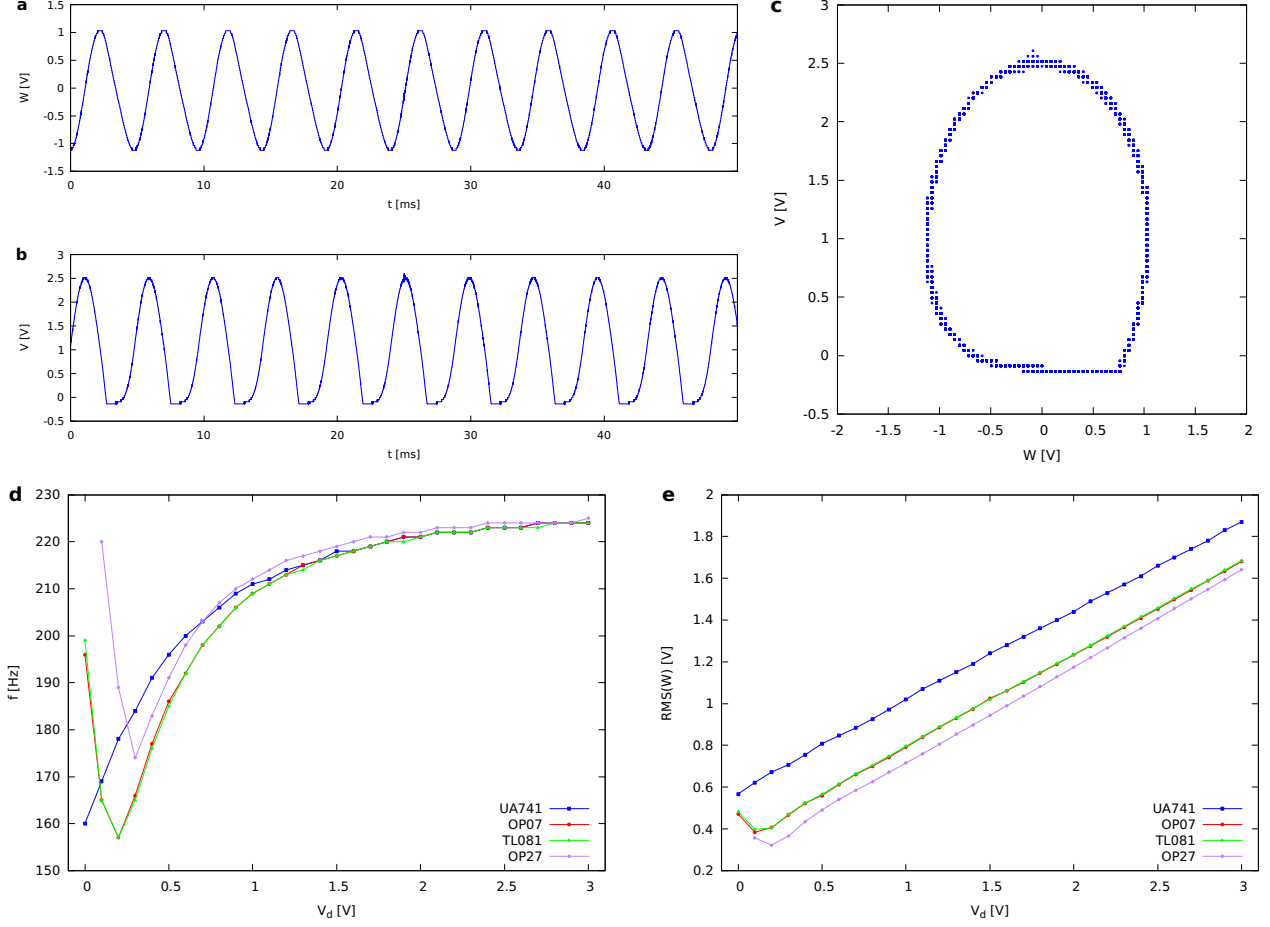 a
1.5
1
0.5
0
-0.5
-1
-1.5
W [V]
0 10 20 30 40
t [ms]
b
3
2.5
2
1.5
1
0.5
0
-0.5
V [V]
0 10 20 30 40
t [ms]
c
3
2.5
2
1.5
1
0.5
0
-0.5
V [V]
-2 -1.5 -1 -0.5 0 0.5 1 1.5 2
W [V]
d
230
220
210
200
190
180
170
160
150
f [Hz]
UA741
OP07
TL081
OP27
0 0.5 1 1.5 2 2.5 3
V_d [V]
e
2
1.8
1.6
1.4
1.2
1
0.8
0.6
0.4
0.2
RMS(W) [V]
UA741
OP07
TL081
OP27
0 0.5 1 1.5 2 2.5 3
V_d [V]